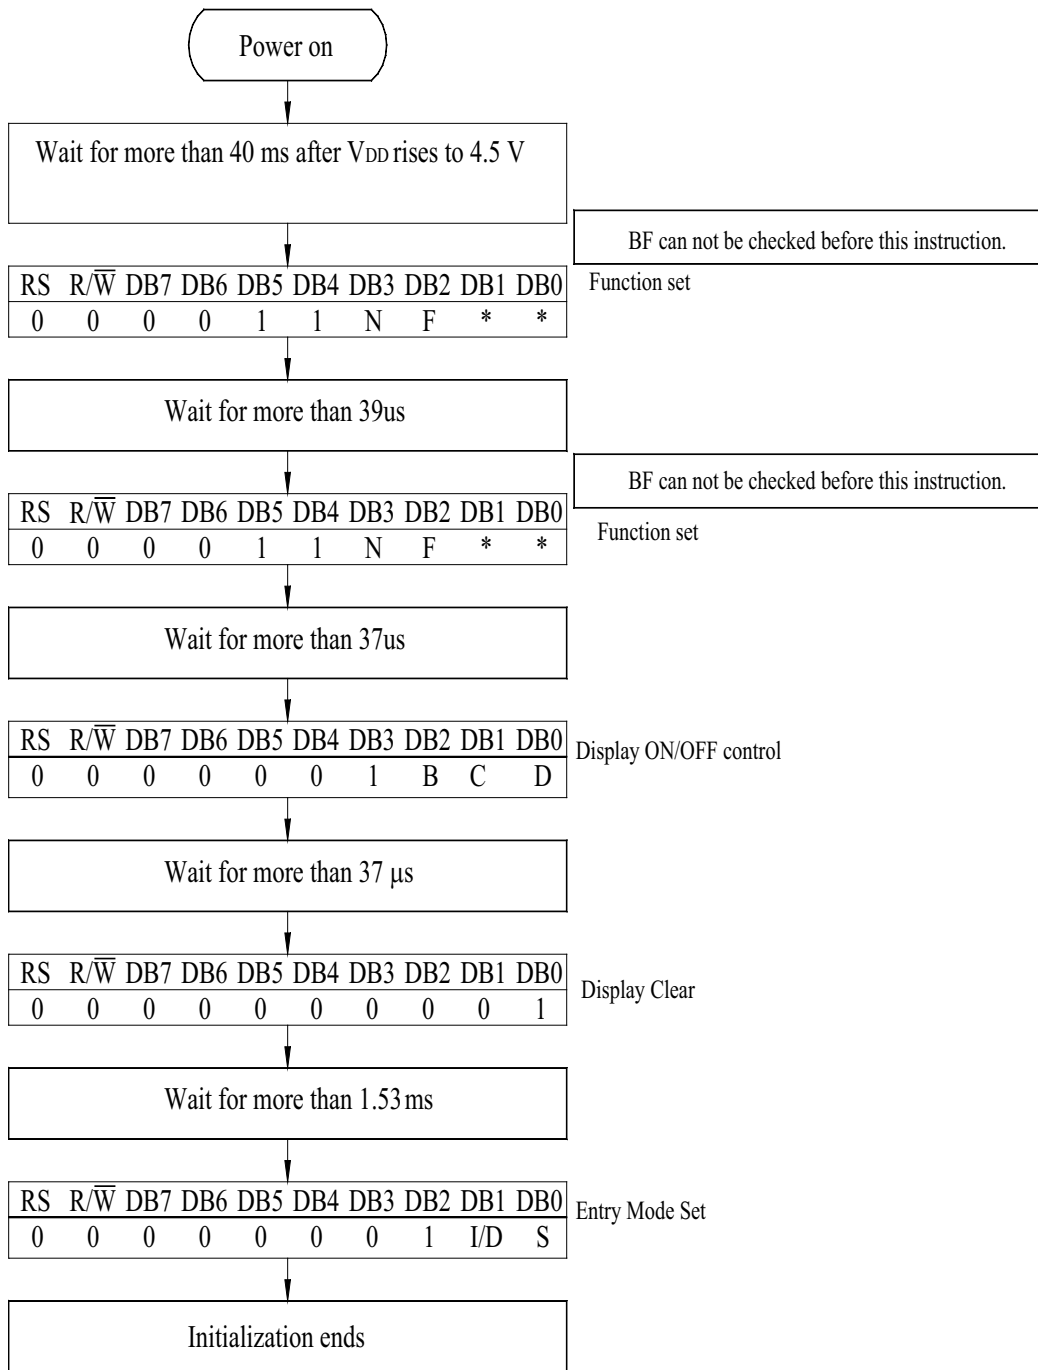 Power on
Wait for more than 40 ms after VDD rises to 4.5 V
BF can not be checked before this instruction.
RS R/W̅ DB7 DB6 DB5 DB4 DB3 DB2 DB1 DB0
Function set
0 0 0 0 1 1 N F * *
Wait for more than 39us
BF can not be checked before this instruction.
RS R/W̅ DB7 DB6 DB5 DB4 DB3 DB2 DB1 DB0
Function set
0 0 0 0 1 1 N F * *
Wait for more than 37us
RS R/W̅ DB7 DB6 DB5 DB4 DB3 DB2 DB1 DB0
Display ON/OFF control
0 0 0 0 0 0 1 B C D
Wait for more than 37 μs
RS R/W̅ DB7 DB6 DB5 DB4 DB3 DB2 DB1 DB0
Display Clear
0 0 0 0 0 0 0 0 0 1
Wait for more than 1.53 ms
RS R/W̅ DB7 DB6 DB5 DB4 DB3 DB2 DB1 DB0
Entry Mode Set
0 0 0 0 0 0 0 1 I/D S
Initialization ends